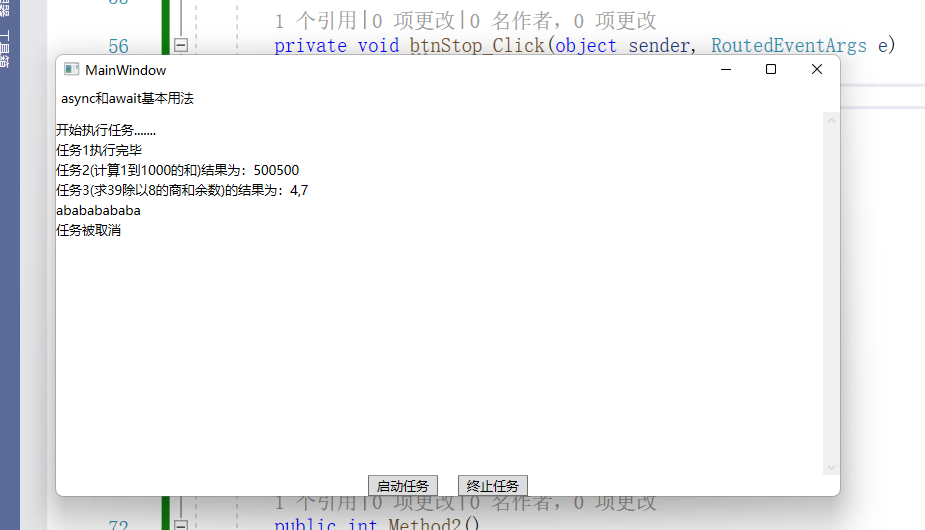 工具箱
1 个引用|0 项更改|0 名作者, 0 项更改
56
private void btnStop_Click(object sender, RoutedEventArgs e)
MainWindow
async和await基本用法
开始执行任务.......
任务1执行完毕
任务2(计算1到1000的和)结果为：500500
任务3(求39除以8的商和余数)的结果为：4,7
ababababababa
任务被取消
启动任务 终止任务
1 个引用|0 项更改|0 名作者, 0 项更改
72
public int Method2()